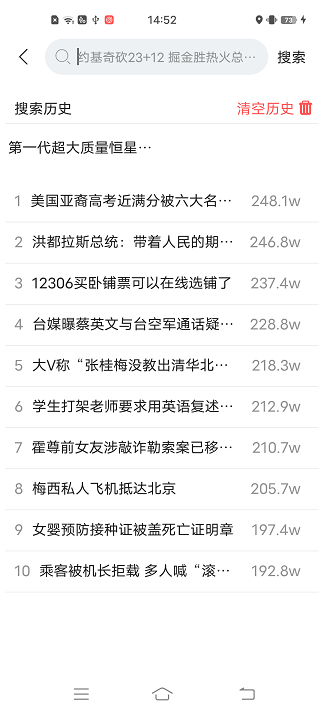 14:52
73
约基奇砍23+12 掘金胜热火总…
搜索
搜索历史
清空历史
第一代超大质量恒星…
1 美国亚裔高考近满分被六大名… 248.1w
2 洪都拉斯总统：带着人民的期… 246.8w
3 12306买卧铺票可以在线选铺了 237.4w
4 台媒曝蔡英文与台空军通话疑… 228.8w
5 大V称“张桂梅没教出清华北… 218.3w
6 学生打架老师要求用英语复述… 212.9w
7 霍尊前女友涉敲诈勒索案已移… 210.7w
8 梅西私人飞机抵达北京 205.7w
9 女婴预防接种证被盖死亡证明章 197.4w
10 乘客被机长拒载 多人喊“滚… 192.8w